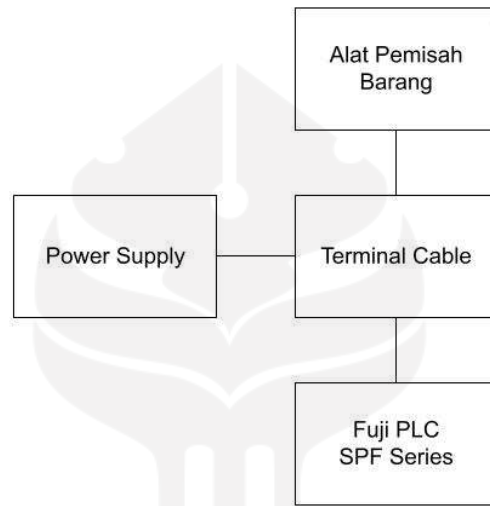 Alat Pemisah
Barang
Power Supply
Terminal Cable
Fuji PLC
SPF Series